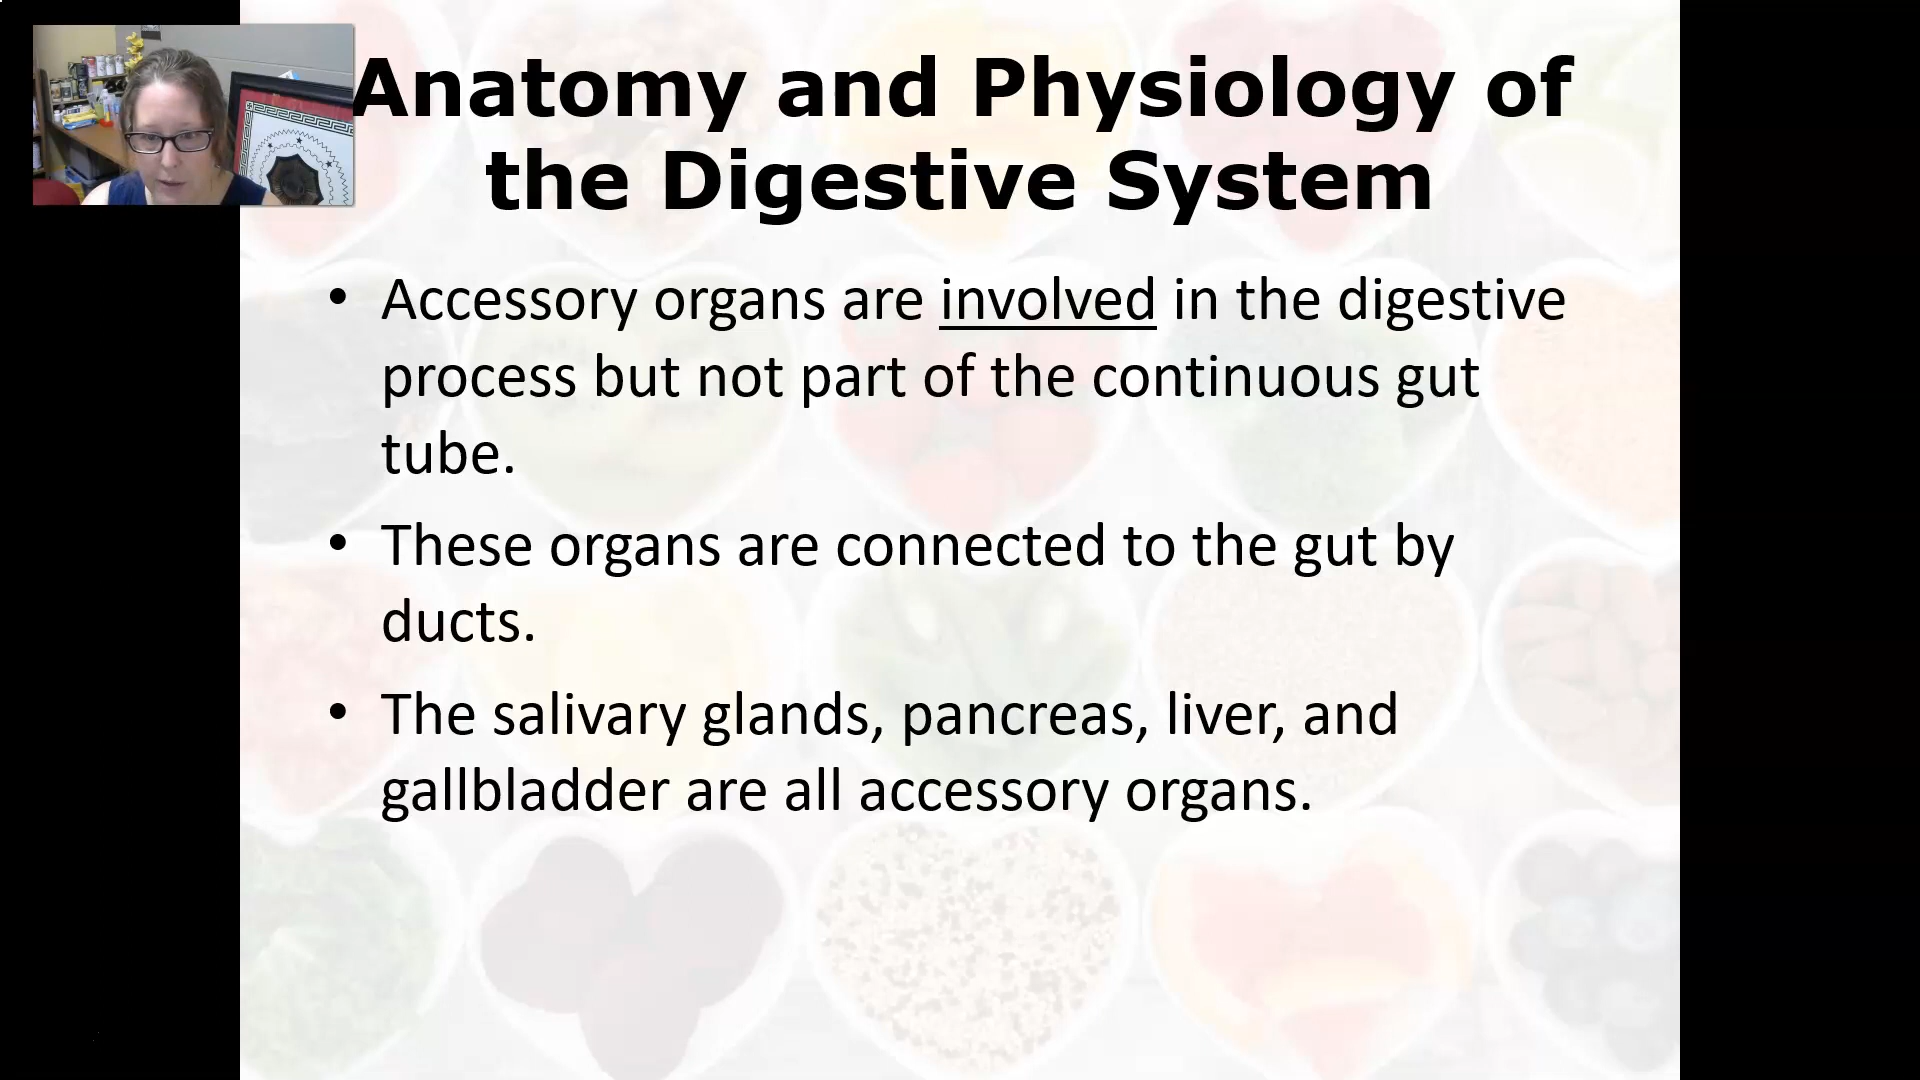 Anatomy and Physiology of
the Digestive System
• Accessory organs are involved in the digestive
process but not part of the continuous gut
tube.
• These organs are connected to the gut by
ducts.
• The salivary glands, pancreas, liver, and
gallbladder are all accessory organs.